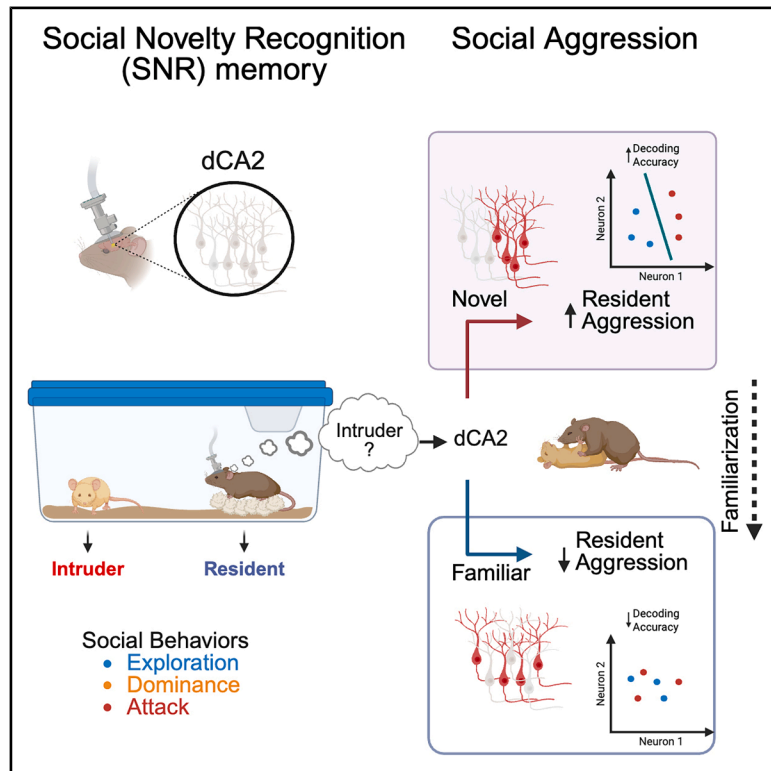 Social Novelty Recognition
(SNR) memory
dCA2
Intruder
?
Intruder
Resident
Social Behaviors
Exploration
Dominance
Attack
Social Aggression
↑ Decoding
Accuracy
Neuron 2
Neuron 1
Novel
↑ Resident
Aggression
dCA2
Familiarization
Familiar
↓ Resident
Aggression
↓ Decoding
Accuracy
Neuron 2
Neuron 1